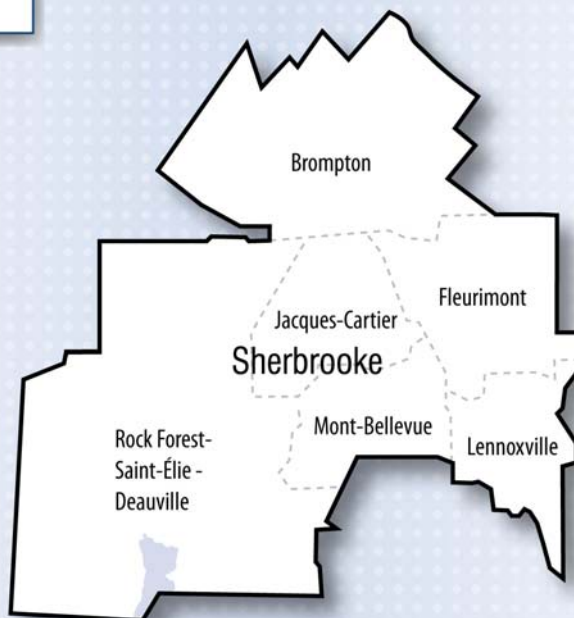 Brompton
Fleurimont
Jacques-Cartier
Sherbrooke
Mont-Bellevue
Rock Forest-
Saint-Élie -
Deauville
Lennoxville